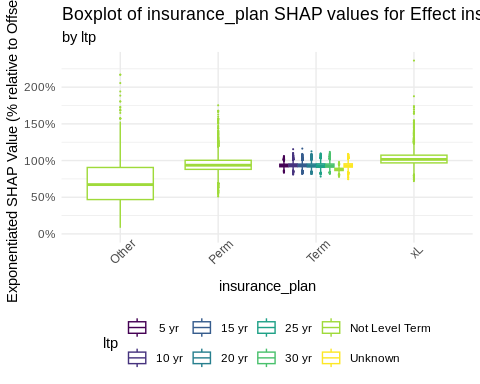 Boxplot of insurance_plan SHAP values for Effect ins
by ltp
Exponentiated SHAP Value (% relative to Offse
200%
150%
100%
50%
0%
Other
Perm
Term
xL
insurance_plan
ltp
5 yr
15 yr
25 yr
Not Level Term
10 yr
20 yr
30 yr
Unknown